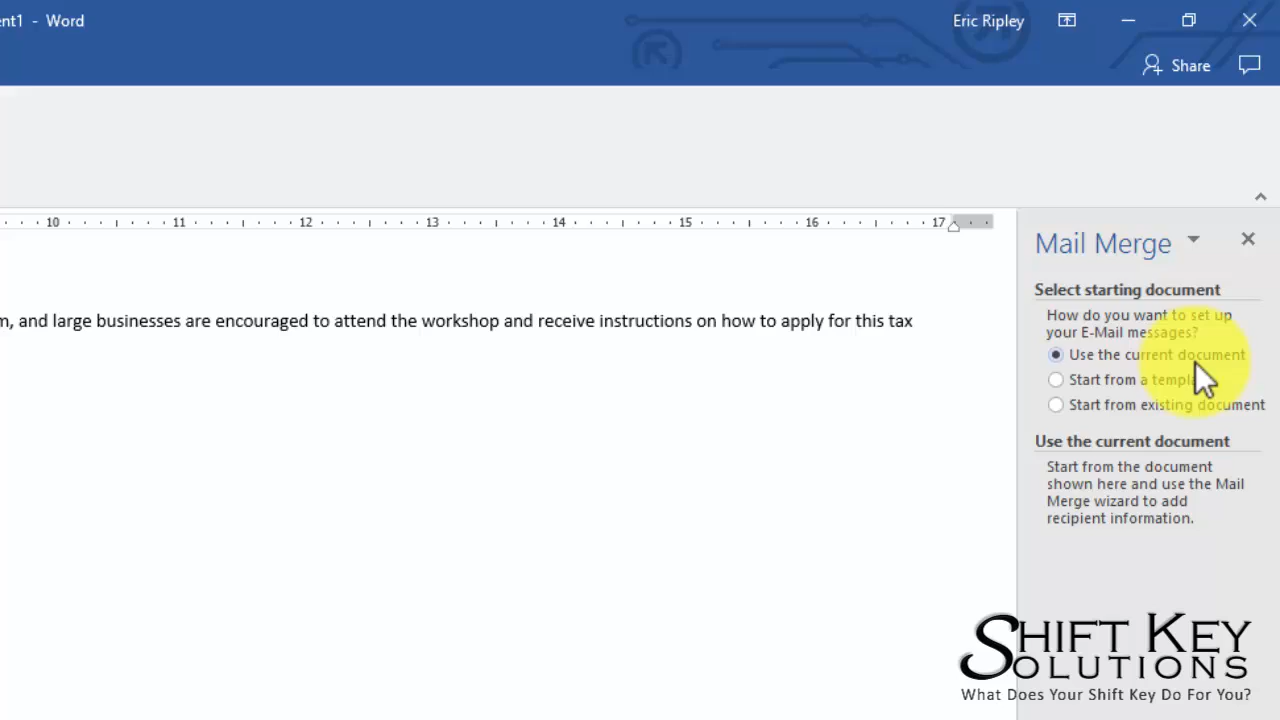 nt1 - Word
Eric Ripley
Share
10 11 12 13 14 15 16 17
Mail Merge
Select starting document
How do you want to set up
your E-Mail messages?
Use the current document
Start from a templ
Start from existing document
m, and large businesses are encouraged to attend the workshop and receive instructions on how to apply for this tax
Use the current document
Start from the document
shown here and use the Mail
Merge wizard to add
recipient information.
SHIFT KEY
SOLUTIONS
What Does Your Shift Key Do For You?